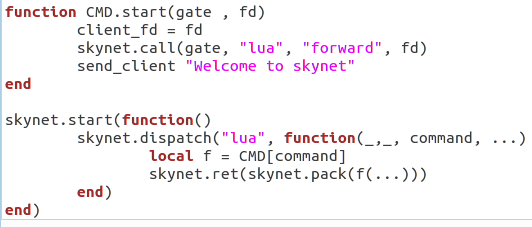 function CMD.start(gate , fd)
        client_fd = fd
        skynet.call(gate, "lua", "forward", fd)
        send_client "Welcome to skynet"
end

skynet.start(function()
        skynet.dispatch("lua", function(_,_, command, ...)
                local f = CMD[command]
                skynet.ret(skynet.pack(f(...)))
        end)
end)